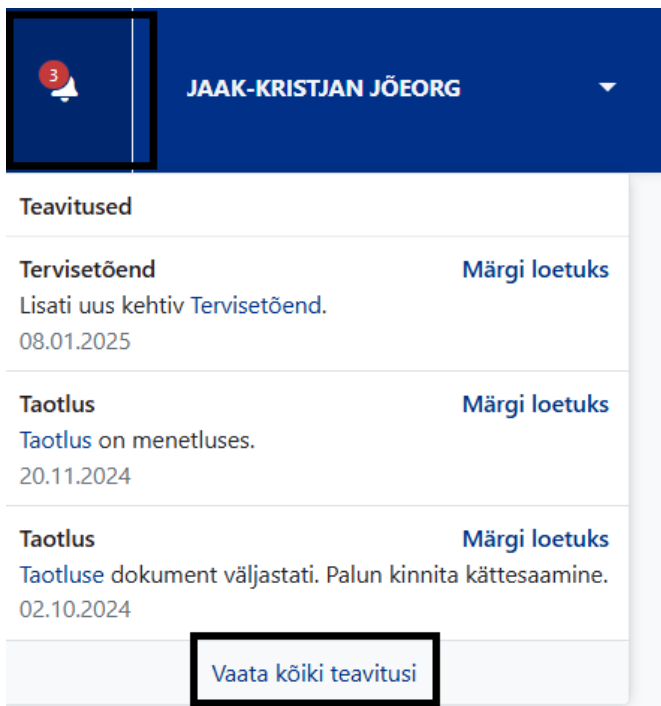 3
JAAK-KRISTJAN JÕEORG
Teavitused
Tervisetõend Märgi loetuks
Lisati uus kehtiv Tervisetõend.
08.01.2025
Taotlus Märgi loetuks
Taotlus on menetluses.
20.11.2024
Taotlus Märgi loetuks
Taotluse dokument väljastati. Palun kinnita kättesaamine.
02.10.2024
Vaata kõiki teavitusi